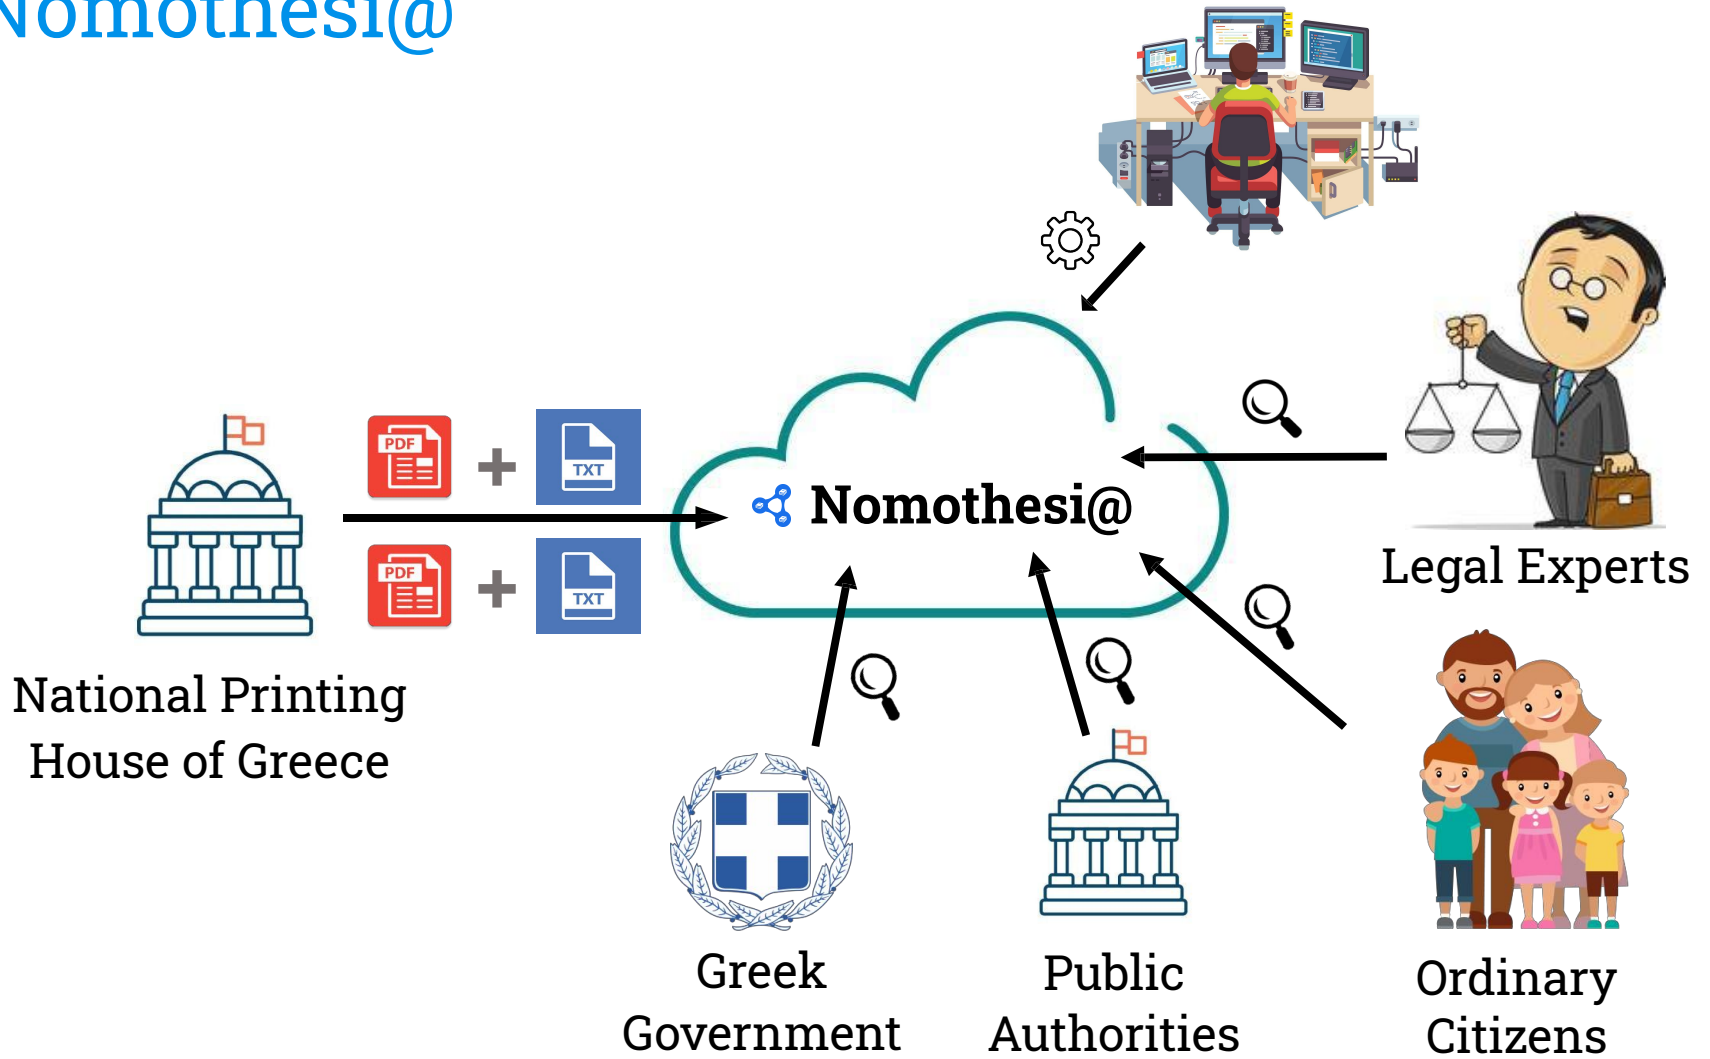 Nomothesi@
PDF
TXT
PDF
TXT
Nomothesi@
Legal Experts
National Printing
House of Greece
Greek
Government
Public
Authorities
Ordinary
Citizens